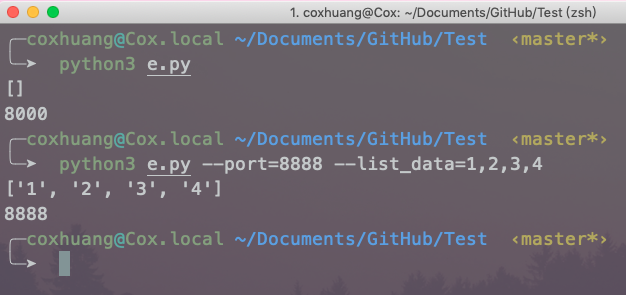 1. coxhuang@Cox: ~/Documents/GitHub/Test (zsh)
╭─coxhuang@Cox.local ~/Documents/GitHub/Test  ‹master*›
╰─➤  python3 e.py
[]
8000
╭─coxhuang@Cox.local ~/Documents/GitHub/Test  ‹master*›
╰─➤  python3 e.py --port=8888 --list_data=1,2,3,4
['1', '2', '3', '4']
8888
╭─coxhuang@Cox.local ~/Documents/GitHub/Test  ‹master*›
╰─➤